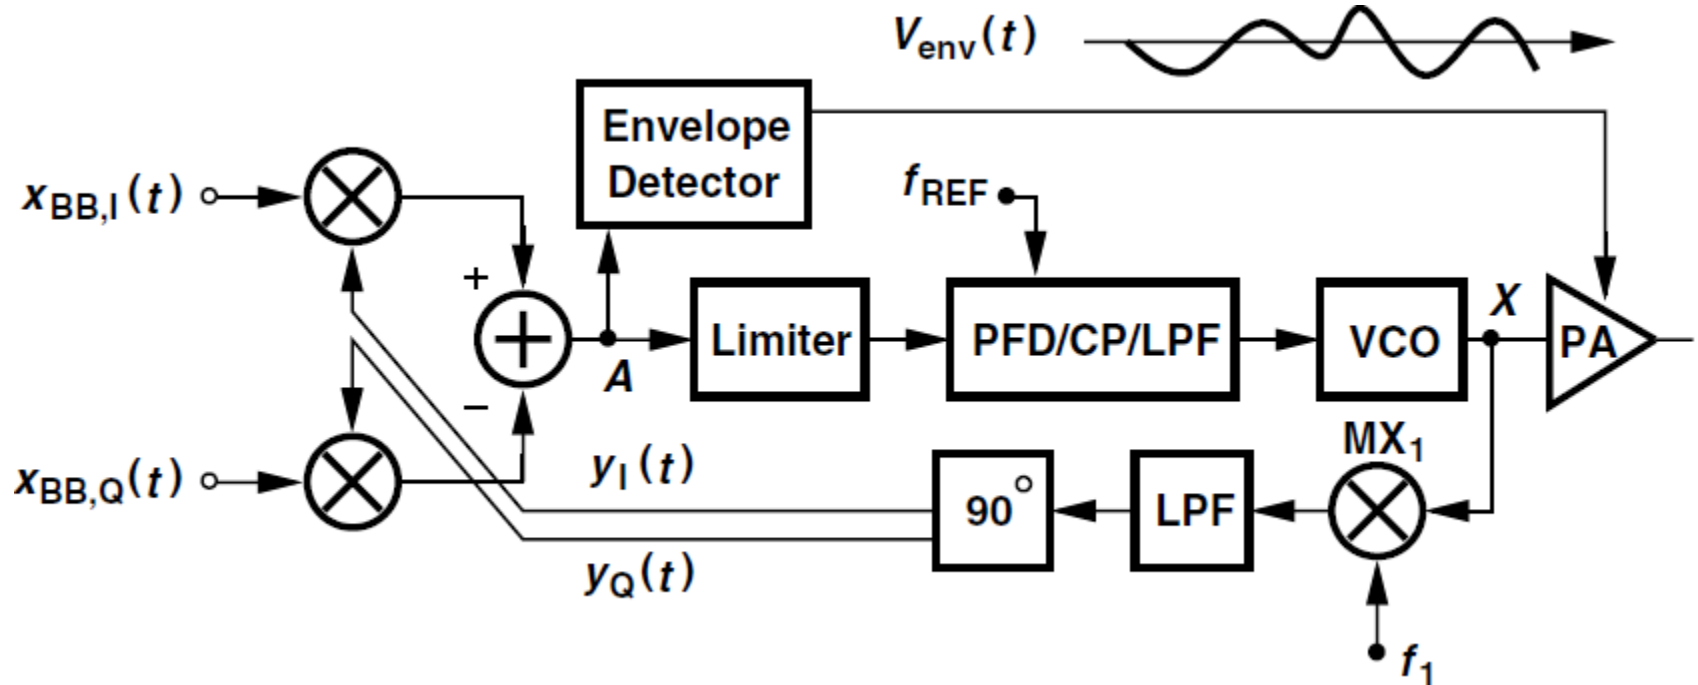 V_env(t)
Envelope
Detector
x_BB,I(t)
f_REF
+
A
Limiter
PFD/CP/LPF
VCO
X
PA
−
MX_1
x_BB,Q(t)
y_I(t)
90°
LPF
y_Q(t)
f_1